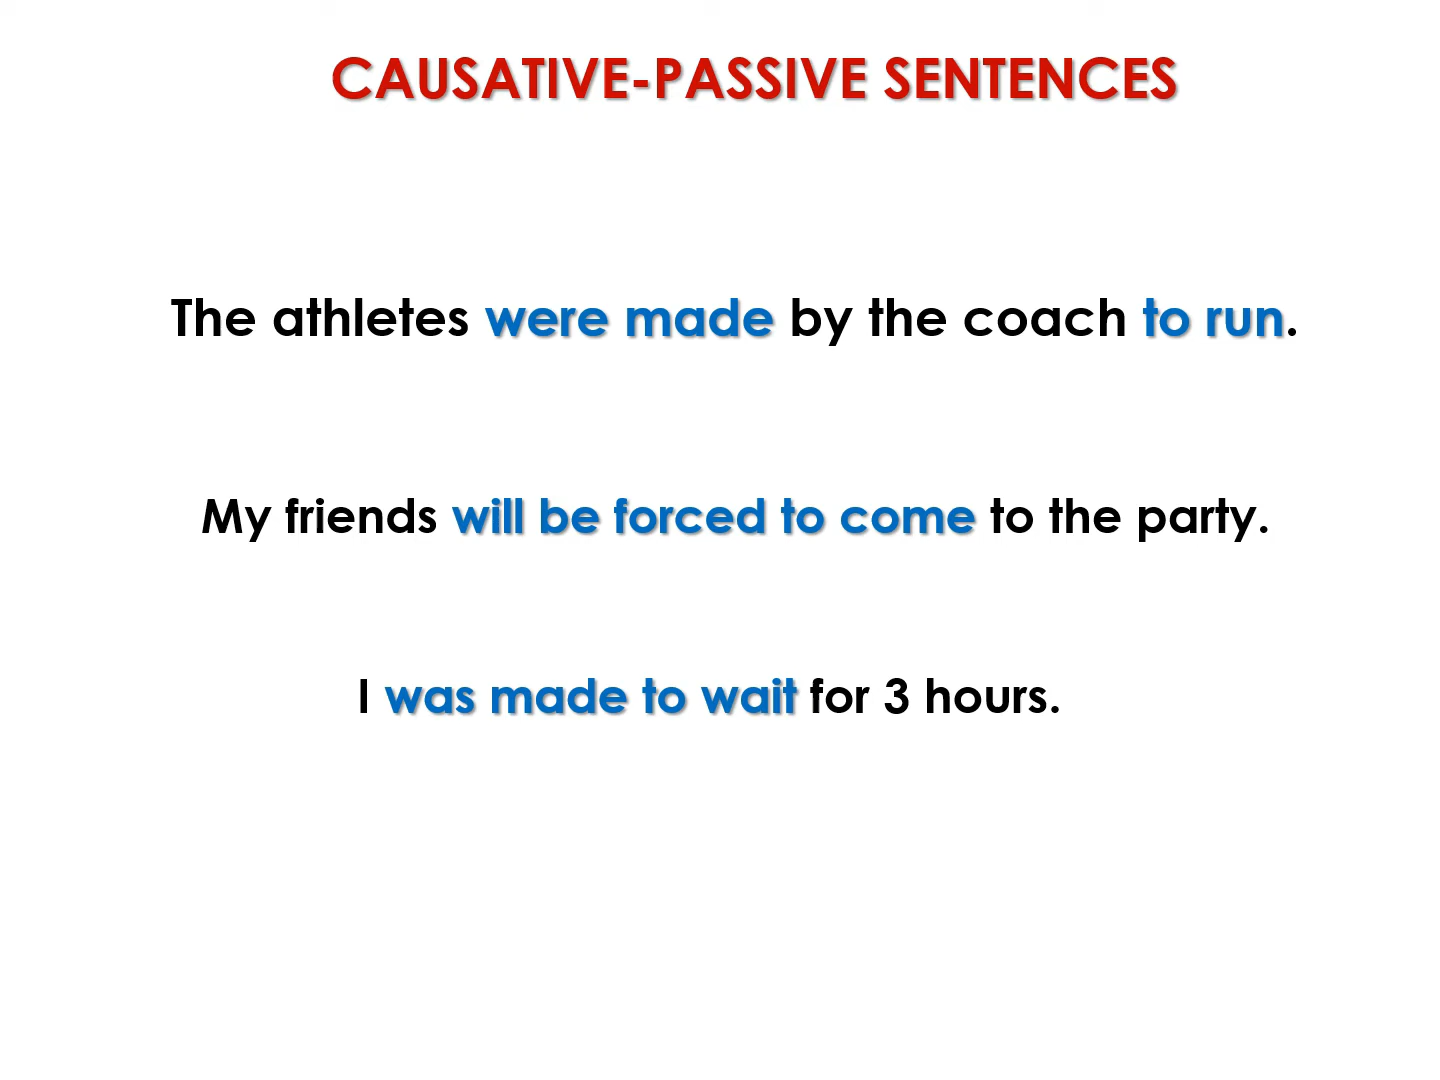 CAUSATIVE-PASSIVE SENTENCES
The athletes were made by the coach to run.
My friends will be forced to come to the party.
I was made to wait for 3 hours.